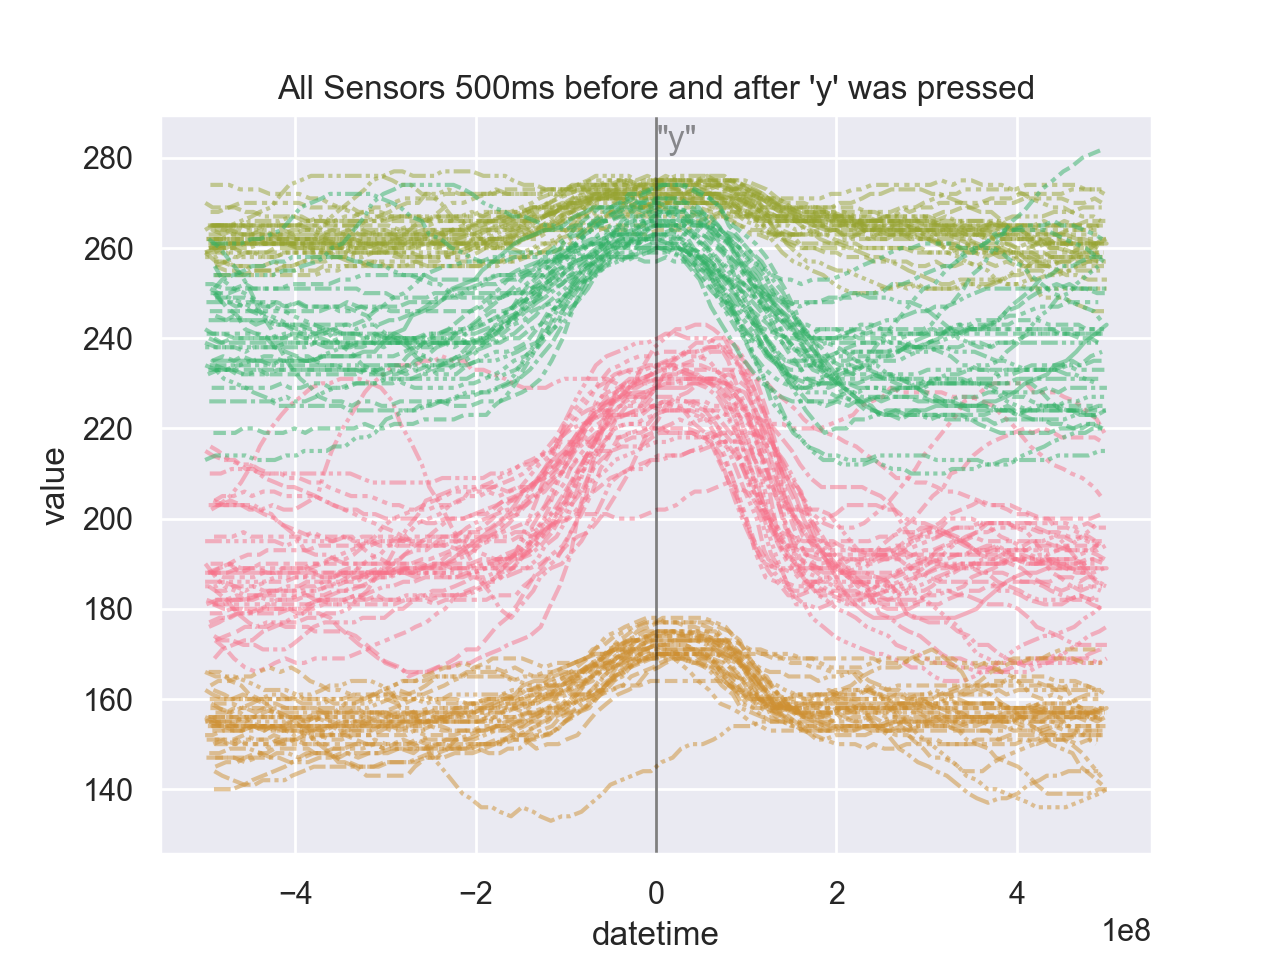 All Sensors 500ms before and after 'y' was pressed
"y"
280
260
240
220
200
180
160
140
value
−4
−2
0
2
4
1e8
datetime